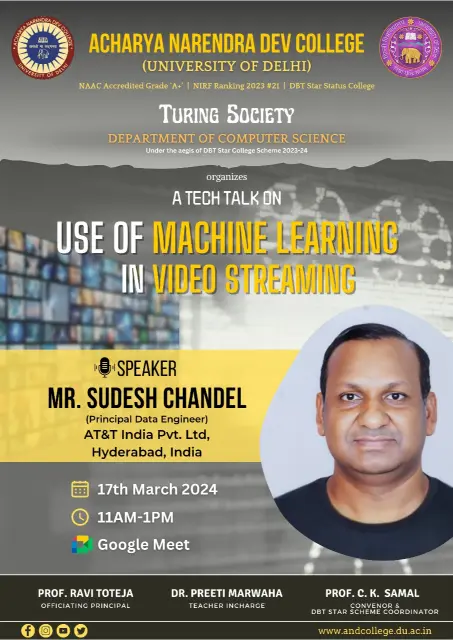 ACHARYA NARENDRA DEV COLLEGE
(UNIVERSITY OF DELHI)
NAAC Accredited Grade 'A+' | NIRF Ranking 2023 #21 | DBT Star Status College
TURING SOCIETY
DEPARTMENT OF COMPUTER SCIENCE
Under the aegis of DBT Star College Scheme 2023-24
organizes
A TECH TALK ON
USE OF MACHINE LEARNING
IN VIDEO STREAMING
SPEAKER
MR. SUDESH CHANDEL
(Principal Data Engineer)
AT&T India Pvt. Ltd,
Hyderabad, India
17th March 2024
11AM-1PM
Google Meet
PROF. RAVI TOTEJA
OFFICIATING PRINCIPAL
DR. PREETI MARWAHA
TEACHER INCHARGE
PROF. C. K. SAMAL
CONVENOR &
DBT STAR SCHEME COORDINATOR
www.andcollege.du.ac.in